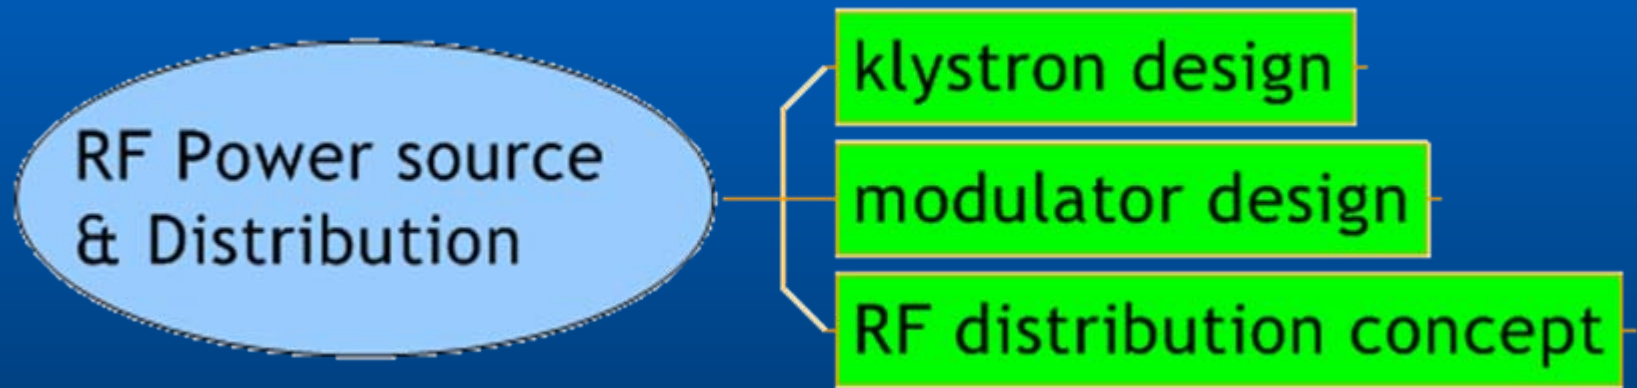 RF Power source
& Distribution
klystron design
modulator design
RF distribution concept